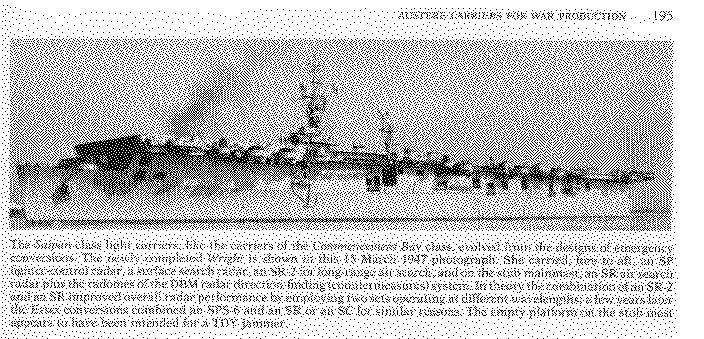 AUSTERE CARRIERS FOR WAR PRODUCTION 195
The Saipan-class light carriers, like the carriers of the Commencement Bay class, evolved from the designs of emergency
conversions. The newly completed Wright is shown in this 15 March 1947 photograph. She carried, fore to aft, an SP
fighter-control radar, a surface search radar, an SR-2 for long-range air search, and on the stub mainmast, an SR air search
radar plus the radomes of the DBM radar direction-finding (countermeasures) system. In theory the combination of an SR-2
and an SR improved overall radar performance by employing two sets operating at different wavelengths; a few years later
the Essex conversions combined an SPS-6 and an SR or an SC for similar reasons. The empty platform on the stub mast
appears to have been intended for a TDY jammer.